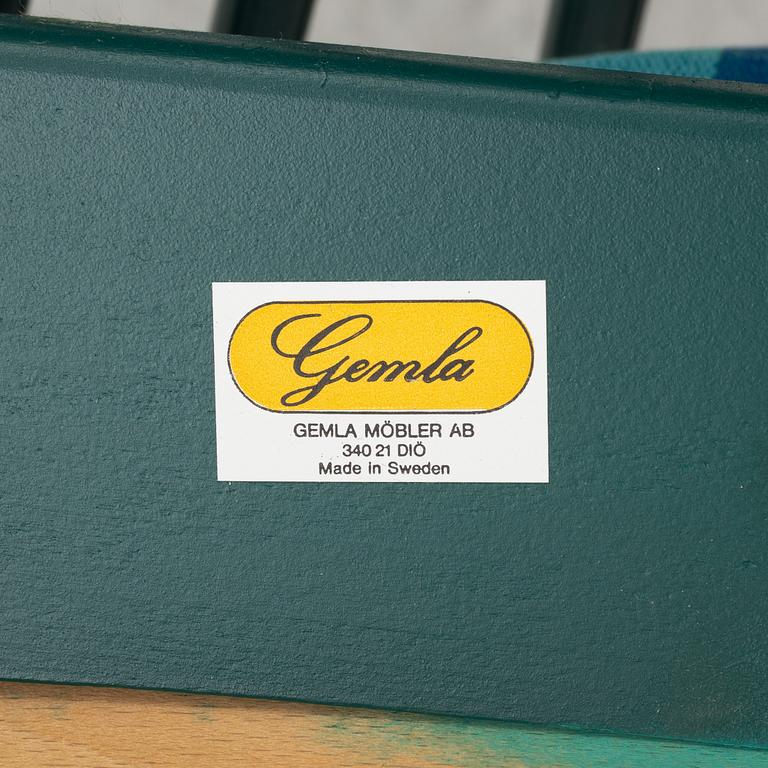 Gemla
GEMLA MÖBLER AB
340 21 DIÖ
Made in Sweden